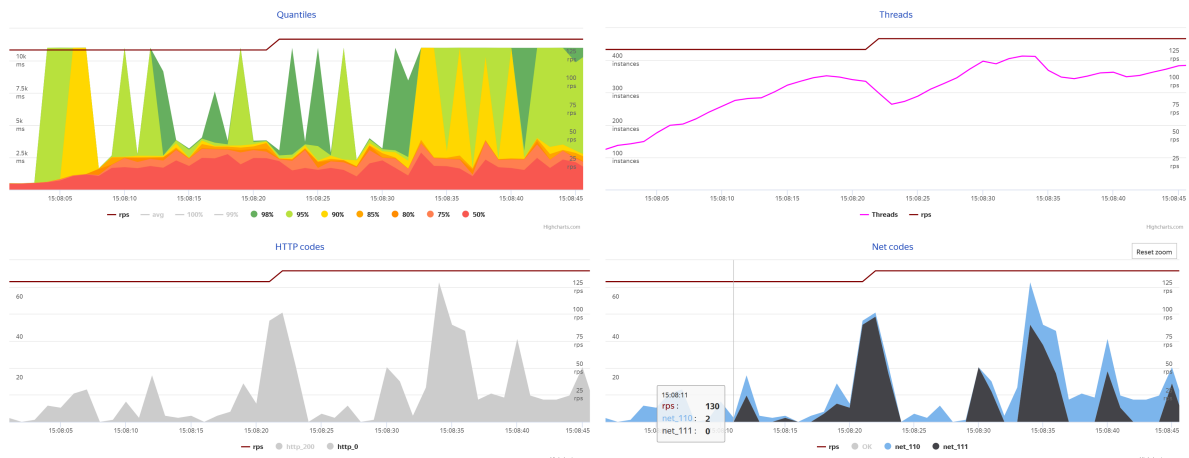 Quantiles
10k
ms
7.5k
ms
5k
ms
2.5k
ms
125
rps
100
rps
75
rps
50
rps
25
rps
15:08:05 15:08:10 15:08:15 15:08:20 15:08:25 15:08:30 15:08:35 15:08:40 15:08:45
rps avg 100% 99% 98% 95% 90% 85% 80% 75% 50%
Highcharts.com
Threads
400
instances
300
instances
200
instances
100
instances
125
rps
100
rps
75
rps
50
rps
25
rps
15:08:05 15:08:10 15:08:15 15:08:20 15:08:25 15:08:30 15:08:35 15:08:40 15:08:45
Threads rps
Highcharts.com
HTTP codes
60
40
20
125
rps
100
rps
75
rps
50
rps
25
rps
15:08:05 15:08:10 15:08:15 15:08:20 15:08:25 15:08:30 15:08:35 15:08:40 15:08:45
rps http_200 http_0
Net codes
Reset zoom
60
40
20
125
rps
100
rps
75
rps
50
rps
25
rps
15:08:11
rps : 130
net_110 : 2
net_111 : 0
15:08:15 15:08:20 15:08:25 15:08:30 15:08:35 15:08:40 15:08:45
rps OK net_110 net_111